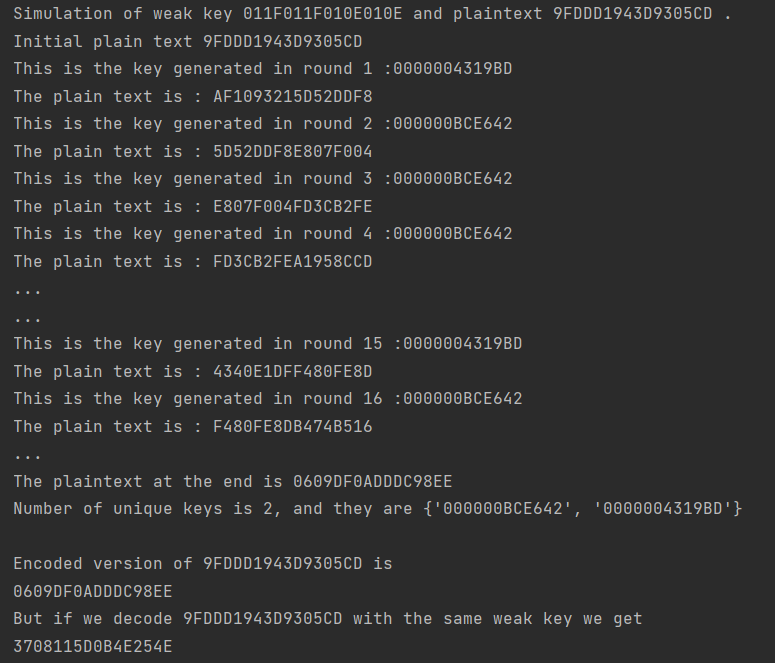 Simulation of weak key 011F011F010E010E and plaintext 9FDDD1943D9305CD .
Initial plain text 9FDDD1943D9305CD
This is the key generated in round 1 :0000004319BD
The plain text is : AF1093215D52DDF8
This is the key generated in round 2 :000000BCE642
The plain text is : 5D52DDF8E807F004
This is the key generated in round 3 :000000BCE642
The plain text is : E807F004FD3CB2FE
This is the key generated in round 4 :000000BCE642
The plain text is : FD3CB2FEA1958CCD
...
...
This is the key generated in round 15 :0000004319BD
The plain text is : 4340E1DFF480FE8D
This is the key generated in round 16 :000000BCE642
The plain text is : F480FE8DB474B516
...
The plaintext at the end is 0609DF0ADDDC98EE
Number of unique keys is 2, and they are {'000000BCE642', '0000004319BD'}
Encoded version of 9FDDD1943D9305CD is
0609DF0ADDDC98EE
But if we decode 9FDDD1943D9305CD with the same weak key we get
3708115D0B4E254E